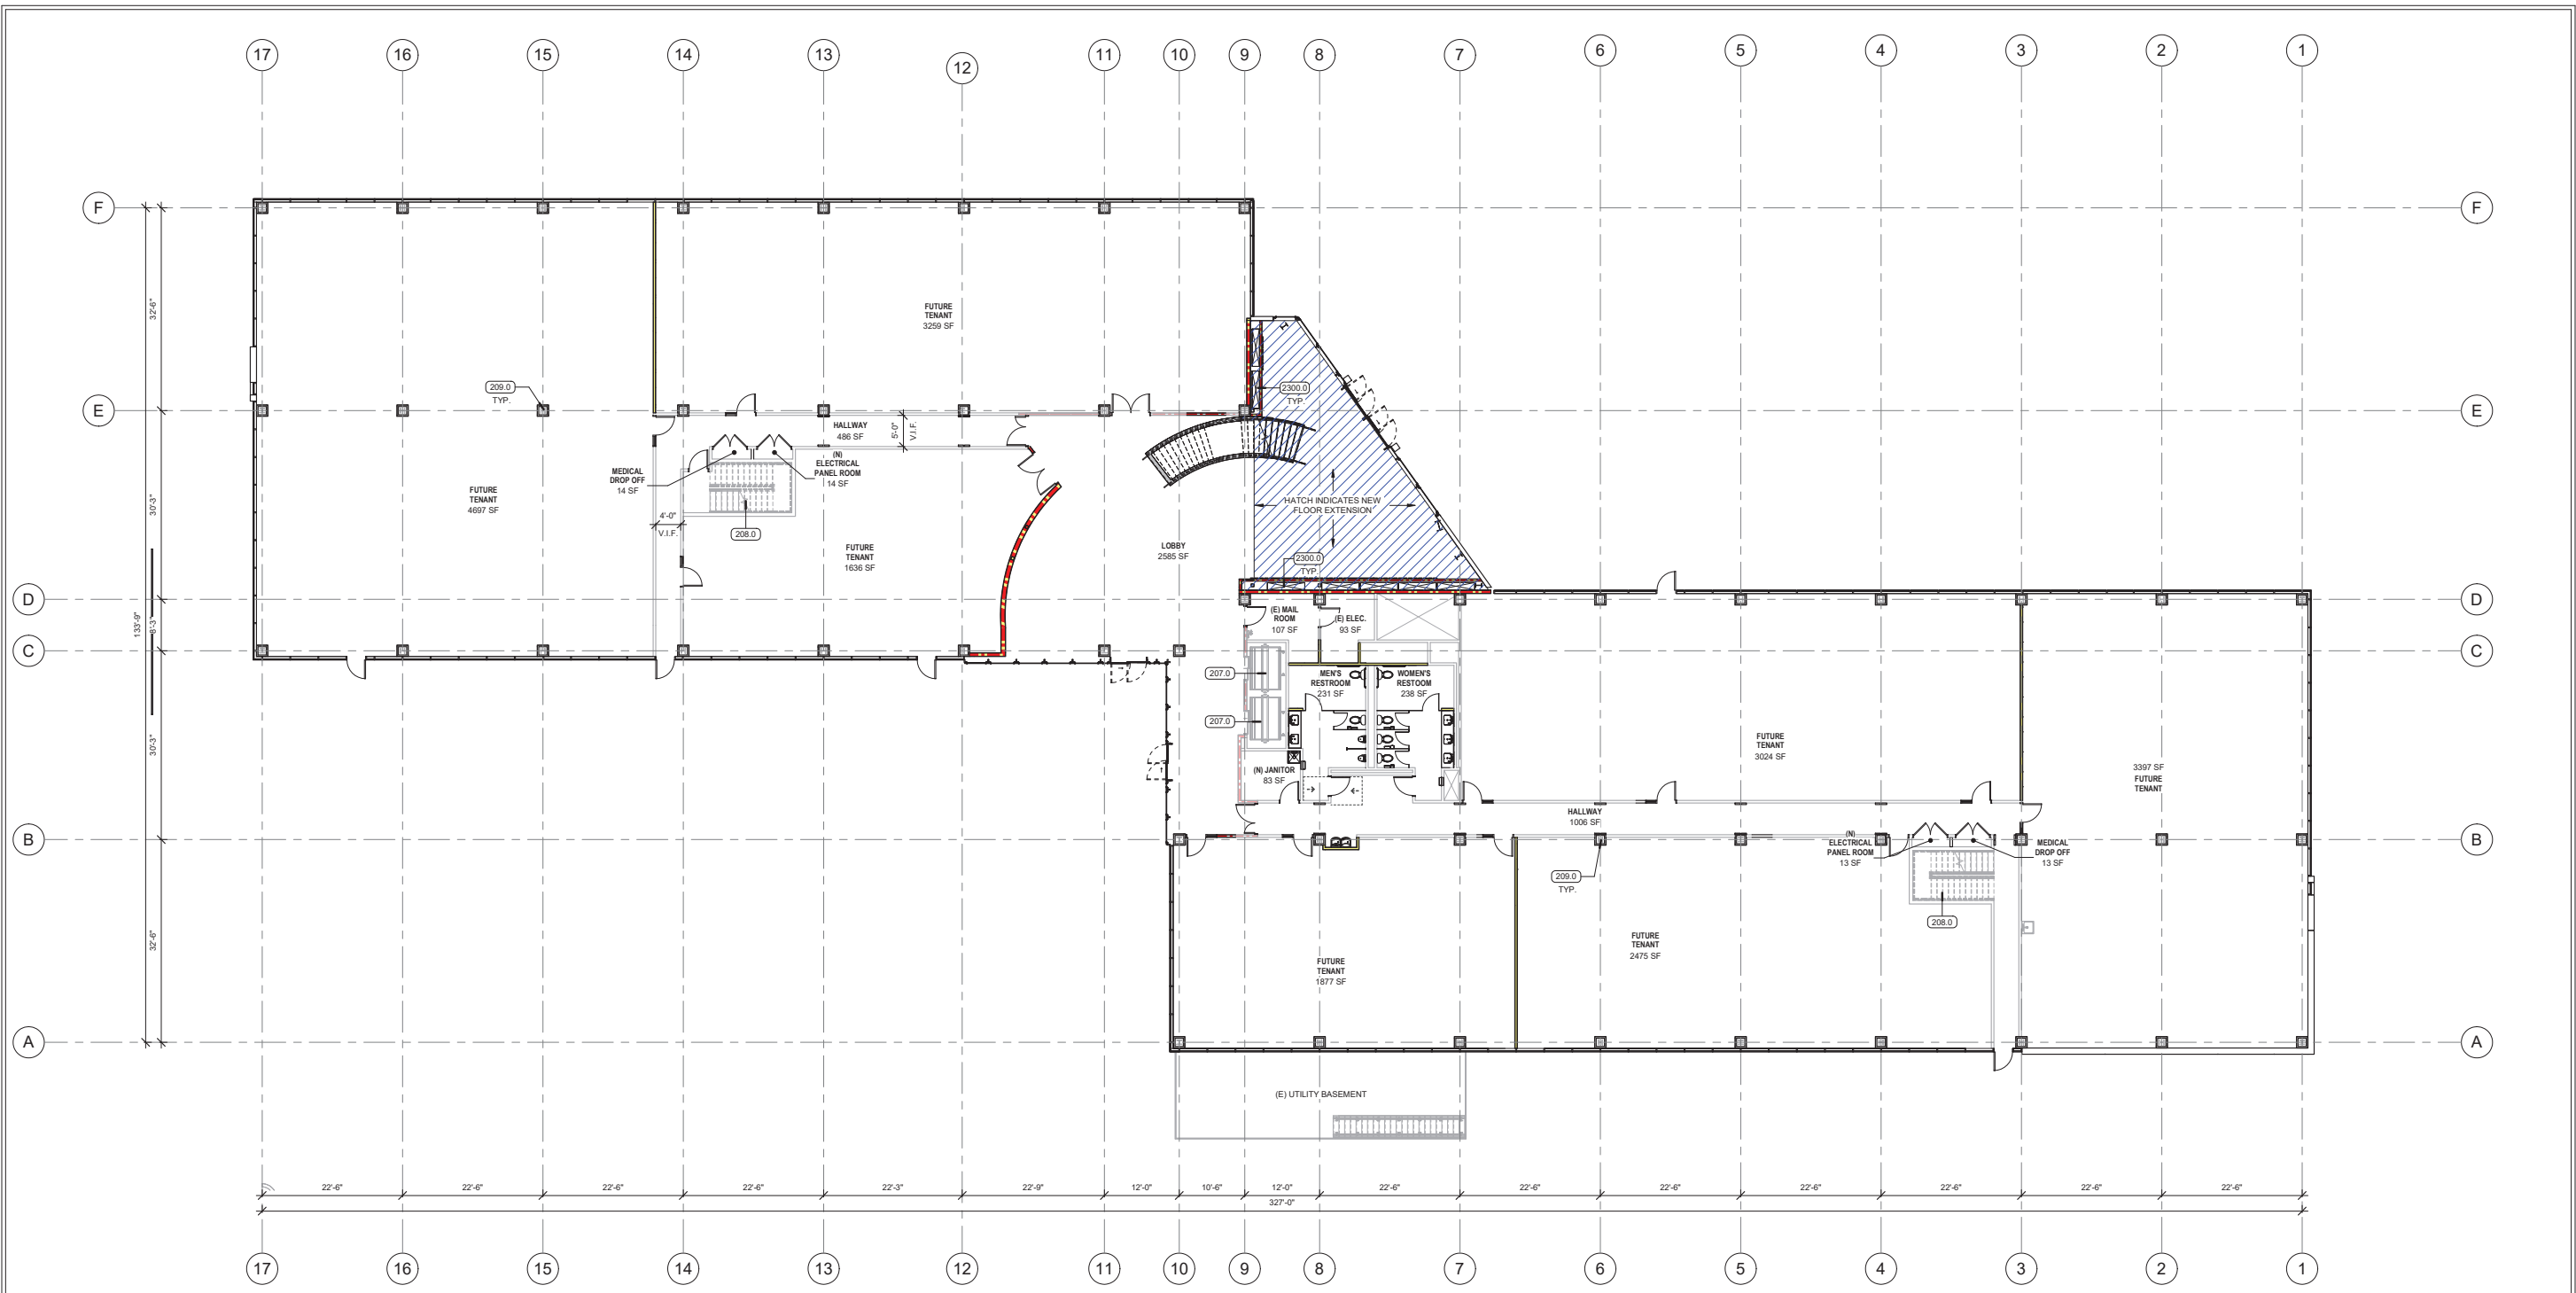 17 16 15 14 13 12 11 10 9 8 7 6 5 4 3 2 1
F F
32'-6"
FUTURE
TENANT
3259 SF
209.0
TYP.
2300.0
TYP.
E E
HALLWAY
486 SF
5'-0"
V.I.F.
(N)
ELECTRICAL
PANEL ROOM
14 SF
MEDICAL
DROP OFF
14 SF
FUTURE
TENANT
4697 SF
30'-3"
4'-0"
V.I.F.
208.0
HATCH INDICATES NEW
FLOOR EXTENSION
FUTURE
TENANT
1636 SF
LOBBY
2585 SF
2300.0
TYP.
D D
133'-9"
8'-3"
(E) MAIL
ROOM
107 SF
(E) ELEC.
93 SF
C C
207.0
MEN'S
RESTROOM
231 SF
WOMEN'S
RESTOOM
238 SF
207.0
30'-3"
FUTURE
TENANT
3024 SF
3397 SF
FUTURE
TENANT
(N) JANITOR
83 SF
HALLWAY
1006 SF
B B
(N)
ELECTRICAL
PANEL ROOM
13 SF
MEDICAL
DROP OFF
13 SF
209.0
TYP.
208.0
32'-6"
FUTURE
TENANT
2475 SF
FUTURE
TENANT
1877 SF
A A
(E) UTILITY BASEMENT
22'-6" 22'-6" 22'-6" 22'-6" 22'-3" 22'-9" 12'-0" 10'-6" 12'-0" 22'-6" 22'-6" 22'-6" 22'-6" 22'-6" 22'-6" 22'-6"
327'-0"
17 16 15 14 13 12 11 10 9 8 7 6 5 4 3 2 1